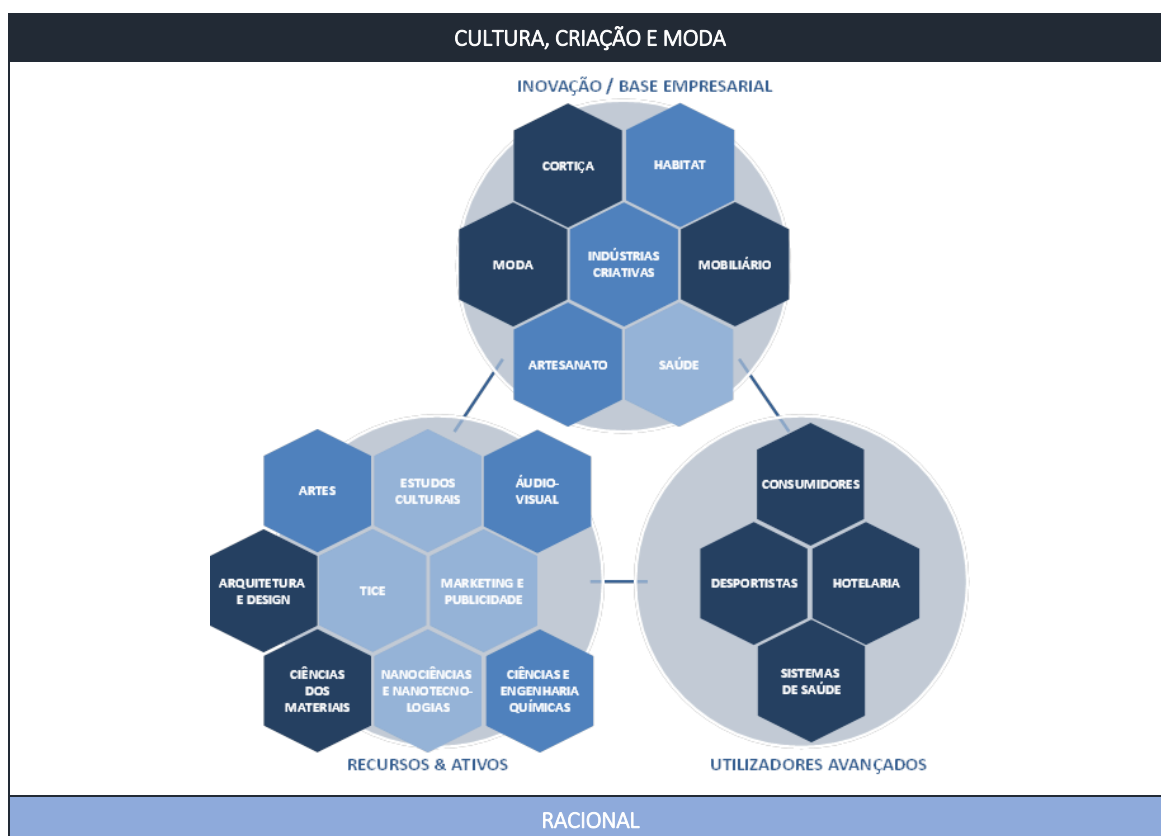 CULTURA, CRIAÇÃO E MODA
INOVAÇÃO / BASE EMPRESARIAL
CORTIÇA
HABITAT
MODA
INDÚSTRIAS
CRIATIVAS
MOBILIÁRIO
ARTESANATO
SAÚDE
ARTES
ESTUDOS
CULTURAIS
ÁUDIO-
VISUAL
ARQUITETURA
E DESIGN
TICE
MARKETING E
PUBLICIDADE
CIÊNCIAS
DOS
MATERIAIS
NANOCIÊNCIAS
E NANOTECNO-
LOGIAS
CIÊNCIAS E
ENGENHARIA
QUÍMICAS
RECURSOS & ATIVOS
CONSUMIDORES
DESPORTISTAS
HOTELARIA
SISTEMAS
DE SAÚDE
UTILIZADORES AVANÇADOS
RACIONAL